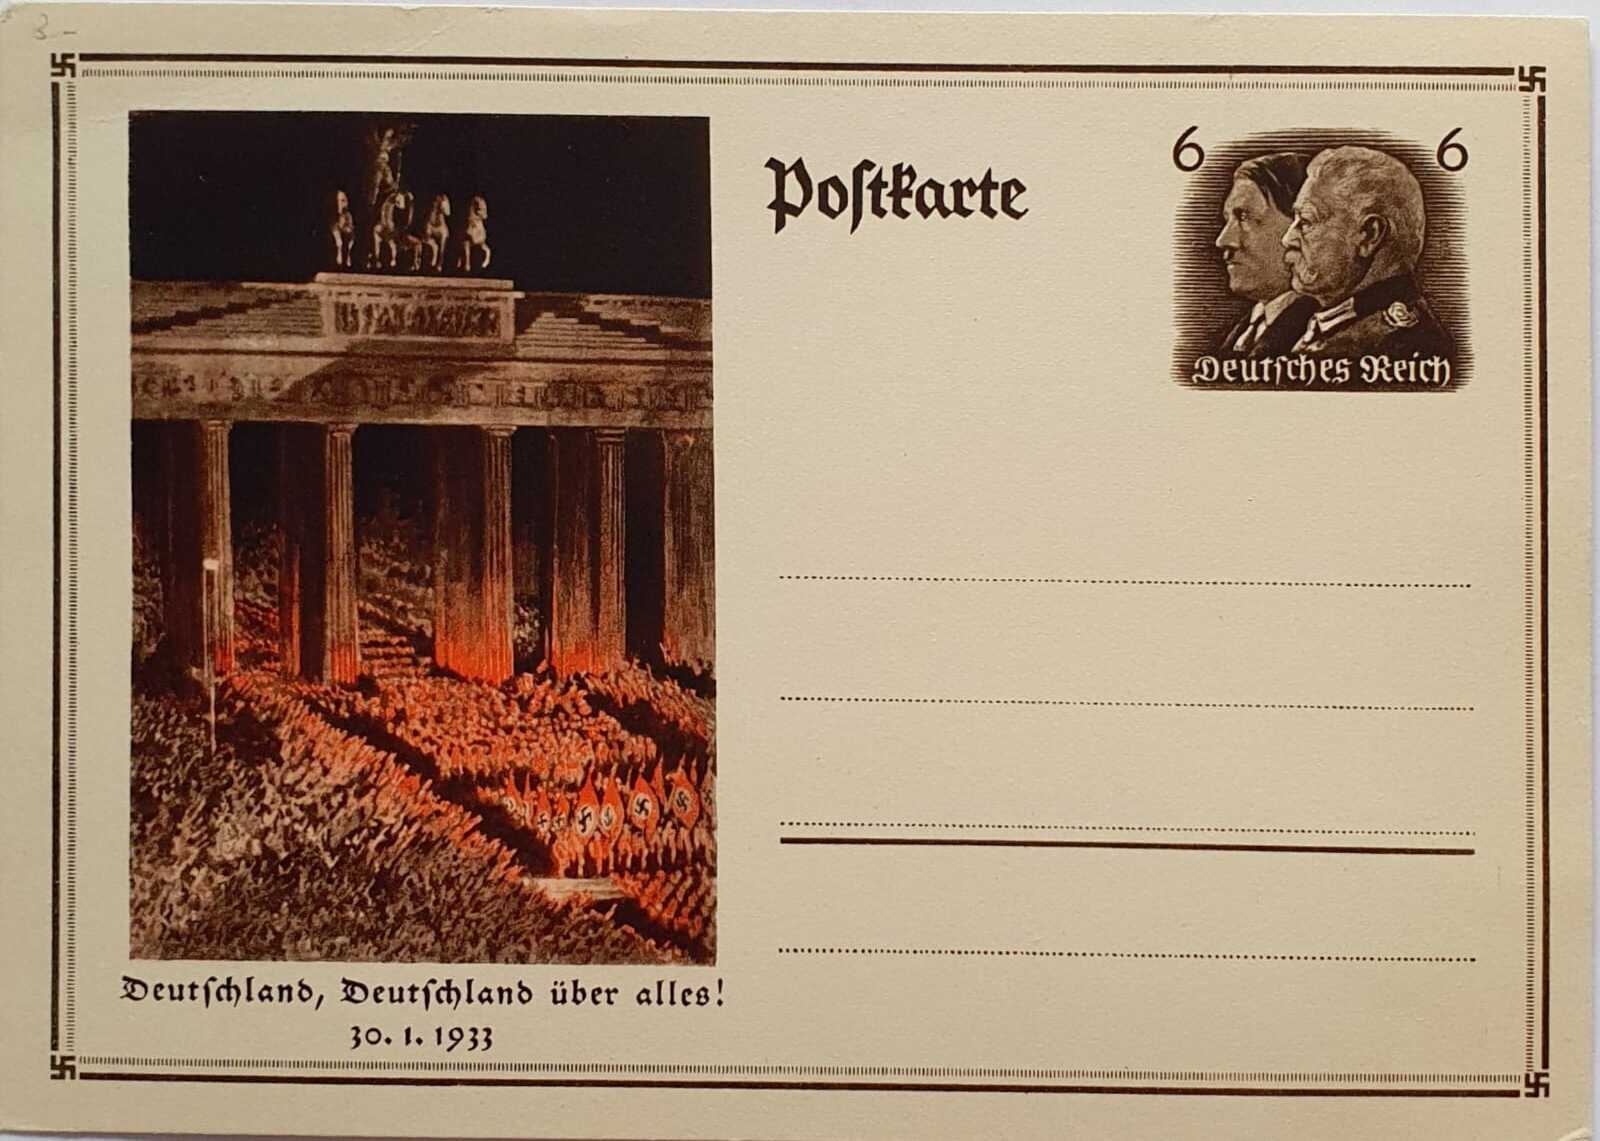 3 -
Postkarte
6 6
Deutsches Reich
Deutschland, Deutschland über alles!
30. 1. 1933